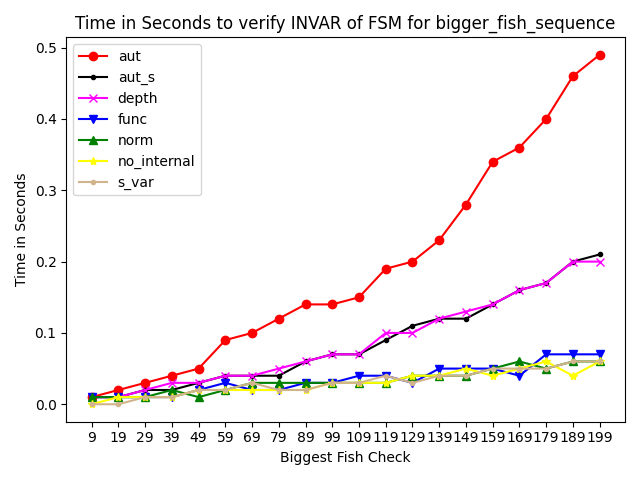 Time in Seconds to verify INVAR of FSM for bigger_fish_sequence
0.5
0.4
0.3
0.2
0.1
0.0
Time in Seconds
aut
aut_s
depth
func
norm
no_internal
s_var
9 19 29 39 49 59 69 79 89 99 109 119 129 139 149 159 169 179 189 199
Biggest Fish Check